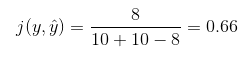 j(y, ŷ) = 8 / (10 + 10 − 8) = 0.66